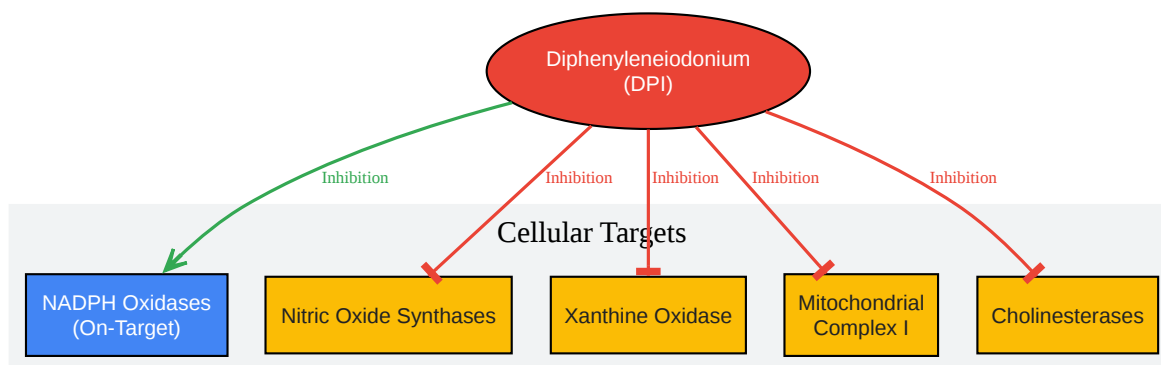 Diphenyleneiodonium
(DPI)
Inhibition
Inhibition
Inhibition
Inhibition
Inhibition
Cellular Targets
NADPH Oxidases
(On-Target)
Nitric Oxide Synthases
Xanthine Oxidase
Mitochondrial
Complex I
Cholinesterases